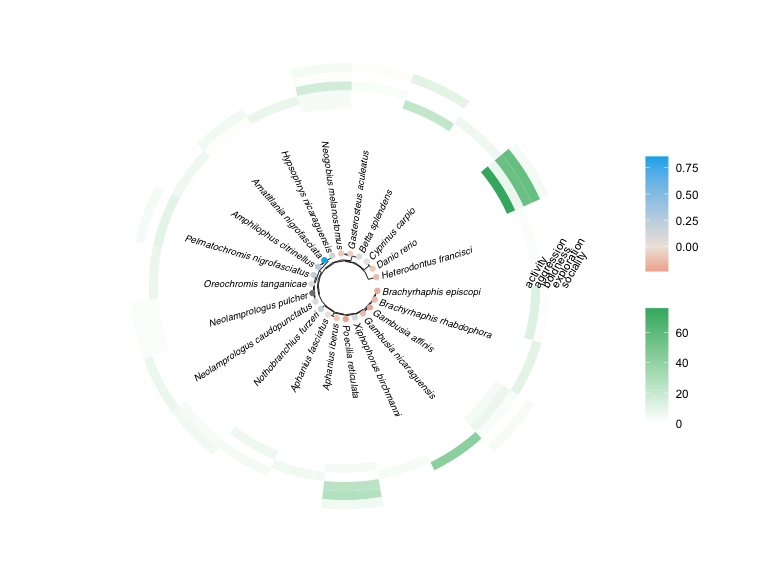 Neogobius melanostomus
Gasterosteus aculeatus
Hypsophrys nicaraguensis
Betta splendens
Amatitlania nigrofasciata
Cyprinus carpio
Amphilophus citrinellus
Danio rerio
Pelmatochromis nigrofasciatus
Heterodontus francisci
Oreochromis tanganicae
Brachyrhaphis episcopi
Neolamprologus pulcher
Brachyrhaphis rhabdophora
Neolamprologus caudopunctatus
Gambusia affinis
Nothobranchius furzeri
Gambusia nicaraguensis
Aphanius fasciatus
Xiphophorus birchmanni
Aphanius iberus
Poecilia reticulata
activity
aggression
boldness
exploration
sociality
0.75
0.50
0.25
0.00
60
40
20
0